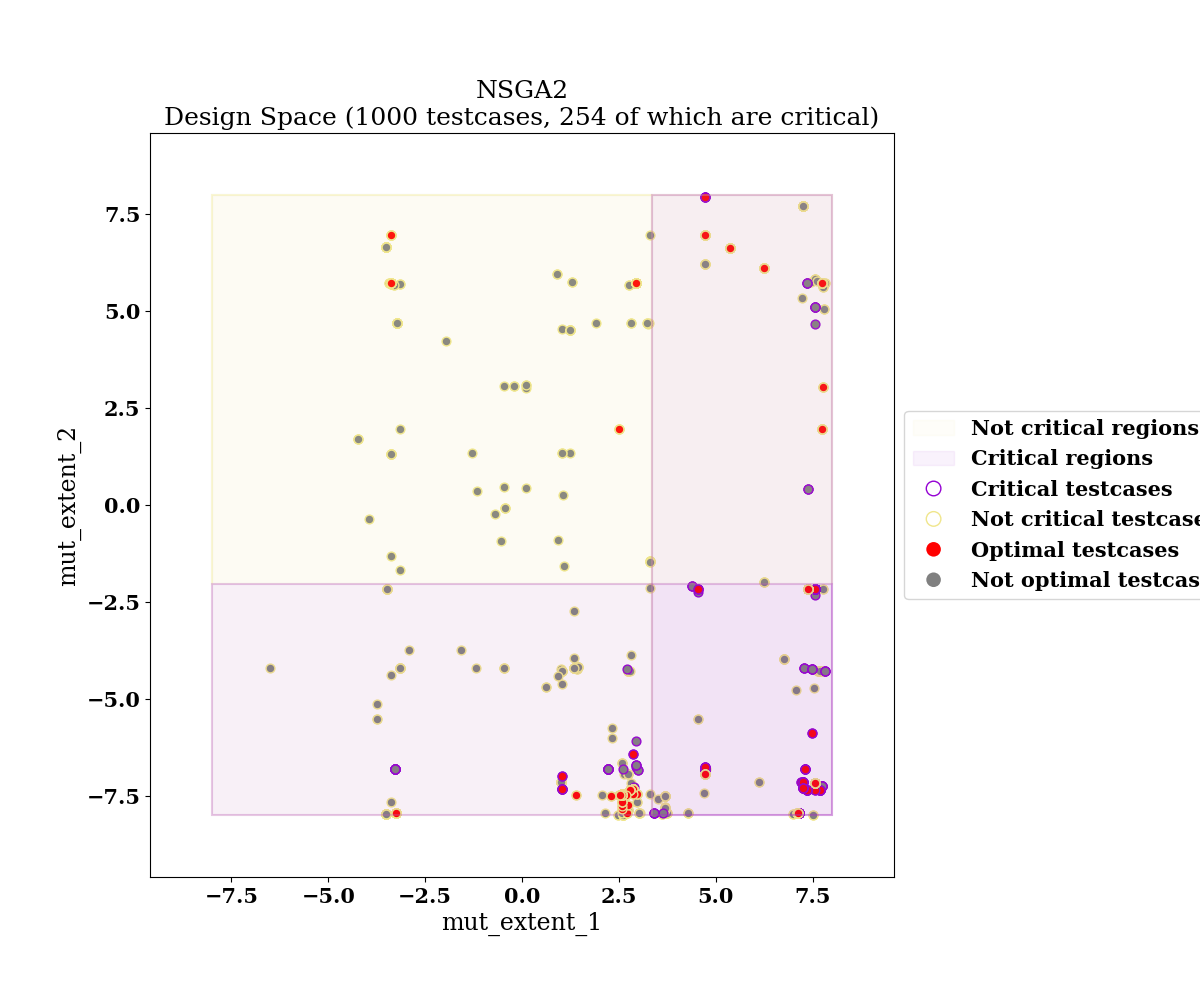 NSGA2
Design Space (1000 testcases, 254 of which are critical)
mut_extent_2
7.5
5.0
2.5
0.0
−2.5
−5.0
−7.5
−7.5 −5.0 −2.5 0.0 2.5 5.0 7.5
mut_extent_1
Not critical regions
Critical regions
Critical testcases
Not critical testcase
Optimal testcases
Not optimal testcas